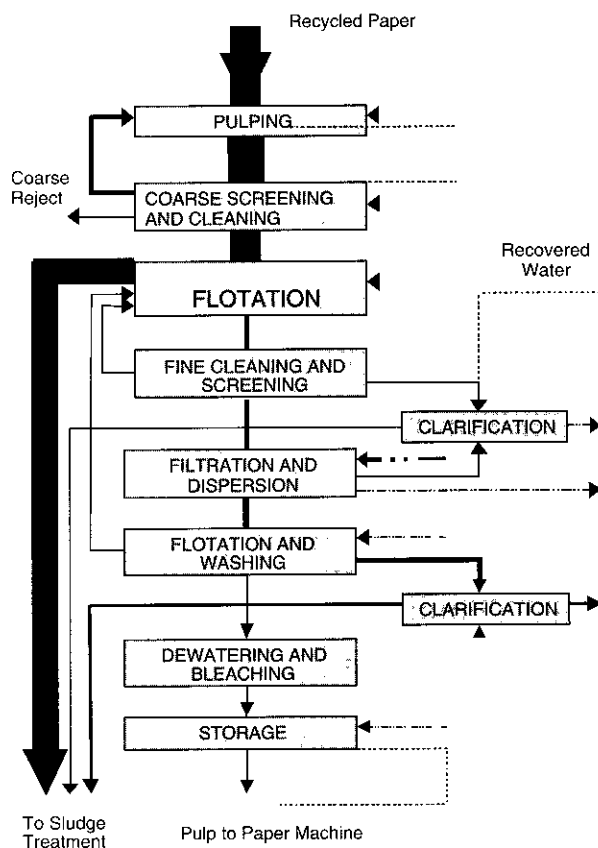 Recycled Paper
PULPING
Coarse
Reject
COARSE SCREENING
AND CLEANING
Recovered
Water
FLOTATION
FINE CLEANING AND
SCREENING
CLARIFICATION
FILTRATION AND
DISPERSION
FLOTATION AND
WASHING
CLARIFICATION
DEWATERING AND
BLEACHING
STORAGE
To Sludge
Treatment
Pulp to Paper Machine